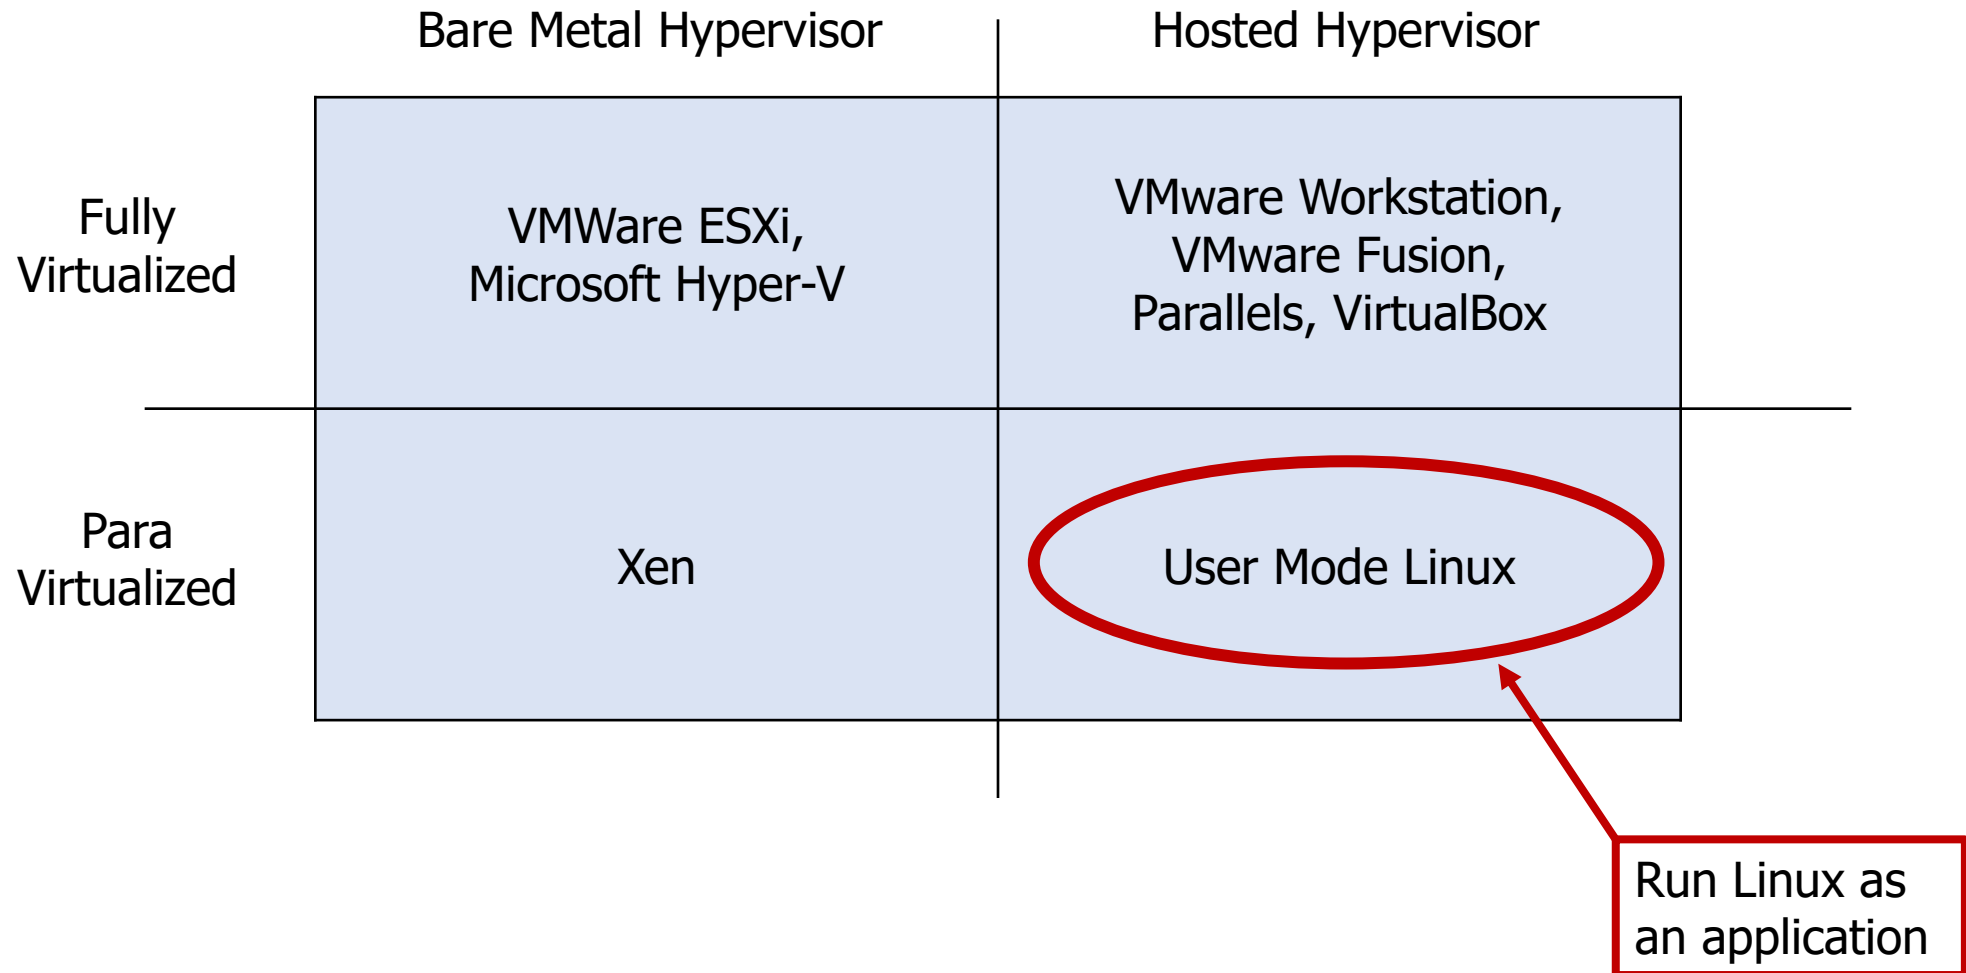 Bare Metal Hypervisor
Hosted Hypervisor
Fully
Virtualized
VMWare ESXi,
Microsoft Hyper-V
VMware Workstation,
VMware Fusion,
Parallels, VirtualBox
Para
Virtualized
Xen
User Mode Linux
Run Linux as
an application